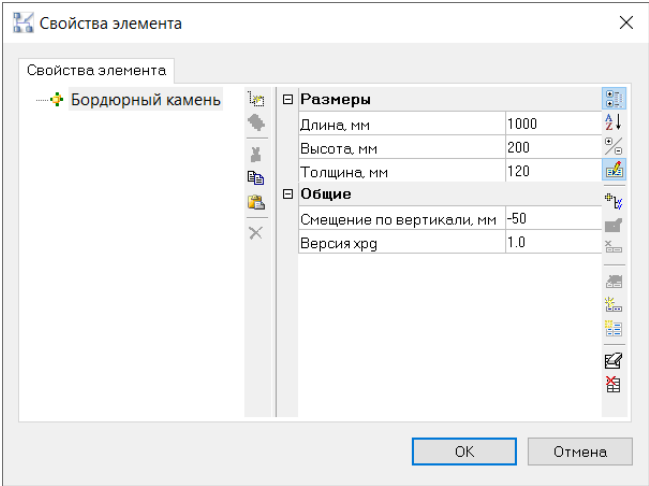 Свойства элемента
Свойства элемента
Бордюрный камень
Размеры
Длина, мм 1000
Высота, мм 200
Толщина, мм 120
Общие
Смещение по вертикали, мм -50
Версия xpg 1.0
OK Отмена